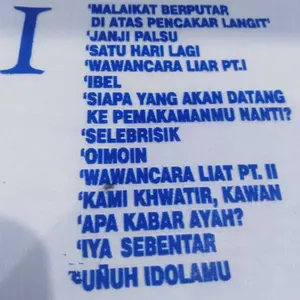 I
'MALAIKAT BERPUTAR
DI ATAS PENCAKAR LANGIT'
'JANJI PALSU
'SATU HARI LAGI
'WAWANCARA LIAR PT.I
'IBEL
'SIAPA YANG AKAN DATANG
KE PEMAKAMANMU NANTI?
'SELEBRISIK
'OIMOIN
'WAWANCARA LIAT PT. II
'KAMI KHWATIR, KAWAN
'APA KABAR AYAH?
'IYA SEBENTAR
UNUH IDOLAMU